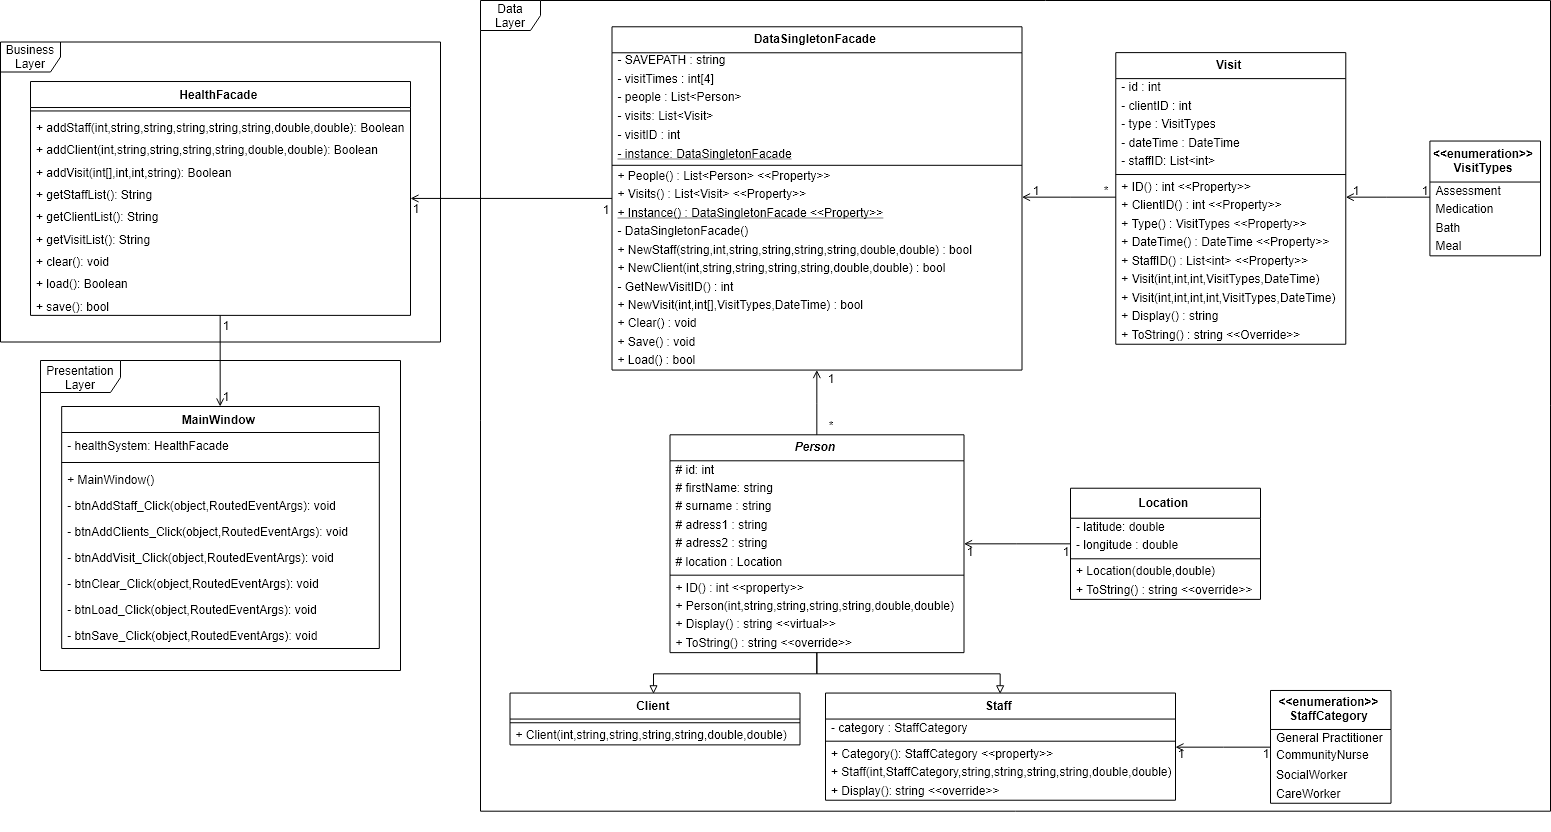 Business
Layer
HealthFacade
+ addStaff(int,string,string,string,string,string,double,double): Boolean
+ addClient(int,string,string,string,string,double,double): Boolean
+ addVisit(int[],int,int,string): Boolean
+ getStaffList(): String
+ getClientList(): String
+ getVisitList(): String
+ clear(): void
+ load(): Boolean
+ save(): bool
1
1
1
1
Presentation
Layer
MainWindow
- healthSystem: HealthFacade
+ MainWindow()
- btnAddStaff_Click(object,RoutedEventArgs): void
- btnAddClients_Click(object,RoutedEventArgs): void
- btnAddVisit_Click(object,RoutedEventArgs): void
- btnClear_Click(object,RoutedEventArgs): void
- btnLoad_Click(object,RoutedEventArgs): void
- btnSave_Click(object,RoutedEventArgs): void
Data
Layer
DataSingletonFacade
- SAVEPATH : string
- visitTimes : int[4]
- people : List<Person>
- visits: List<Visit>
- visitID : int
- instance: DataSingletonFacade
+ People() : List<Person> <<Property>>
+ Visits() : List<Visit> <<Property>>
+ Instance() : DataSingletonFacade <<Property>>
- DataSingletonFacade()
+ NewStaff(string,int,string,string,string,string,double,double) : bool
+ NewClient(int,string,string,string,string,double,double) : bool
- GetNewVisitID() : int
+ NewVisit(int,int[],VisitTypes,DateTime) : bool
+ Clear() : void
+ Save() : void
+ Load() : bool
1
*
Visit
- id : int
- clientID : int
- type : VisitTypes
- dateTime : DateTime
- staffID: List<int>
+ ID() : int <<Property>>
+ ClientID() : int <<Property>>
+ Type() : VisitTypes <<Property>>
+ DateTime() : DateTime <<Property>>
+ StaffID() : List<int> <<Property>>
+ Visit(int,int,int,VisitTypes,DateTime)
+ Visit(int,int,int,int,VisitTypes,DateTime)
+ Display() : string
+ ToString() : string <<Override>>
1
1
<<enumeration>>
VisitTypes
Assessment
Medication
Bath
Meal
1
*
Person
# id: int
# firstName: string
# surname : string
# adress1 : string
# adress2 : string
# location : Location
+ ID() : int <<property>>
+ Person(int,string,string,string,string,double,double)
+ Display() : string <<virtual>>
+ ToString() : string <<override>>
1
1
Location
- latitude: double
- longitude : double
+ Location(double,double)
+ ToString() : string <<override>>
Client
+ Client(int,string,string,string,string,double,double)
Staff
- category : StaffCategory
+ Category(): StaffCategory <<property>>
+ Staff(int,StaffCategory,string,string,string,string,double,double)
+ Display(): string <<override>>
1
1
<<enumeration>>
StaffCategory
General Practitioner
CommunityNurse
SocialWorker
CareWorker